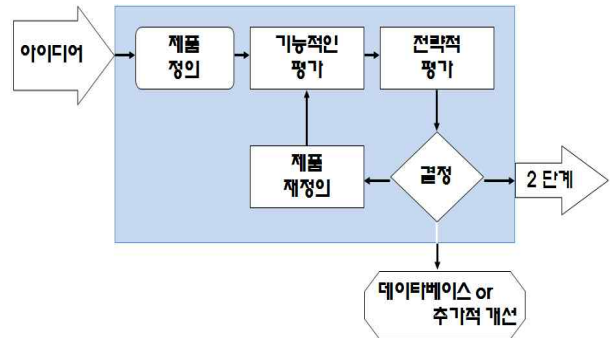 아이디어
제품
정의
기능적인
평가
전략적
평가
제품
재정의
결정
2 단계
데이타베이스 or
추가적 개선